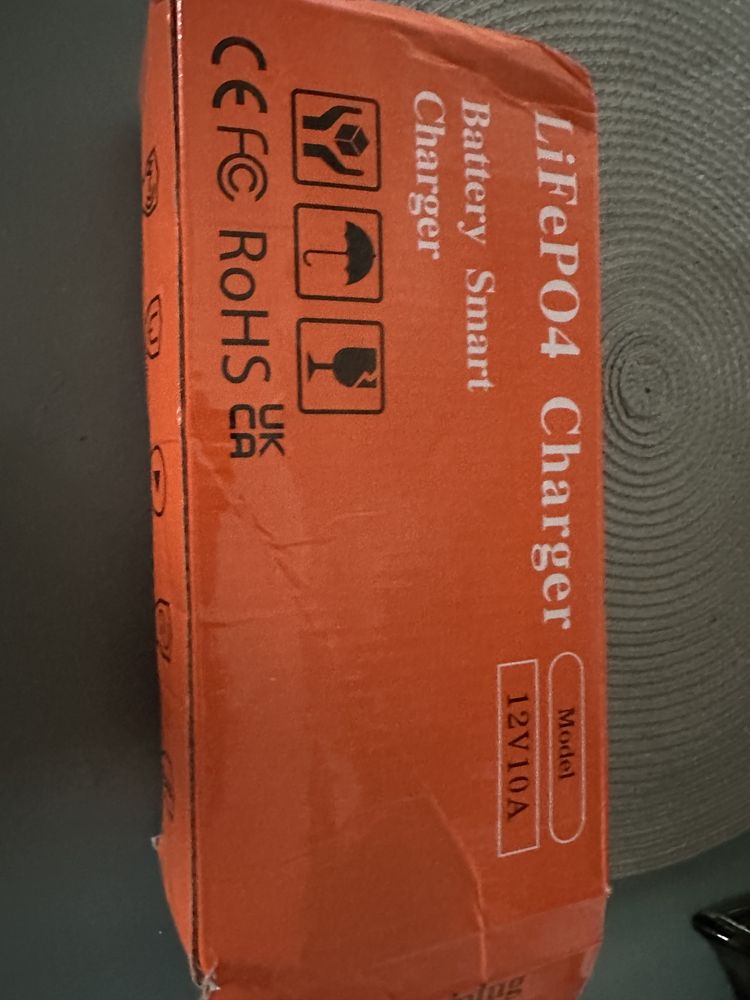 LiFePO4 Charger
Model
12V10A
Battery Smart
Charger
CE FC RoHS UK
CA